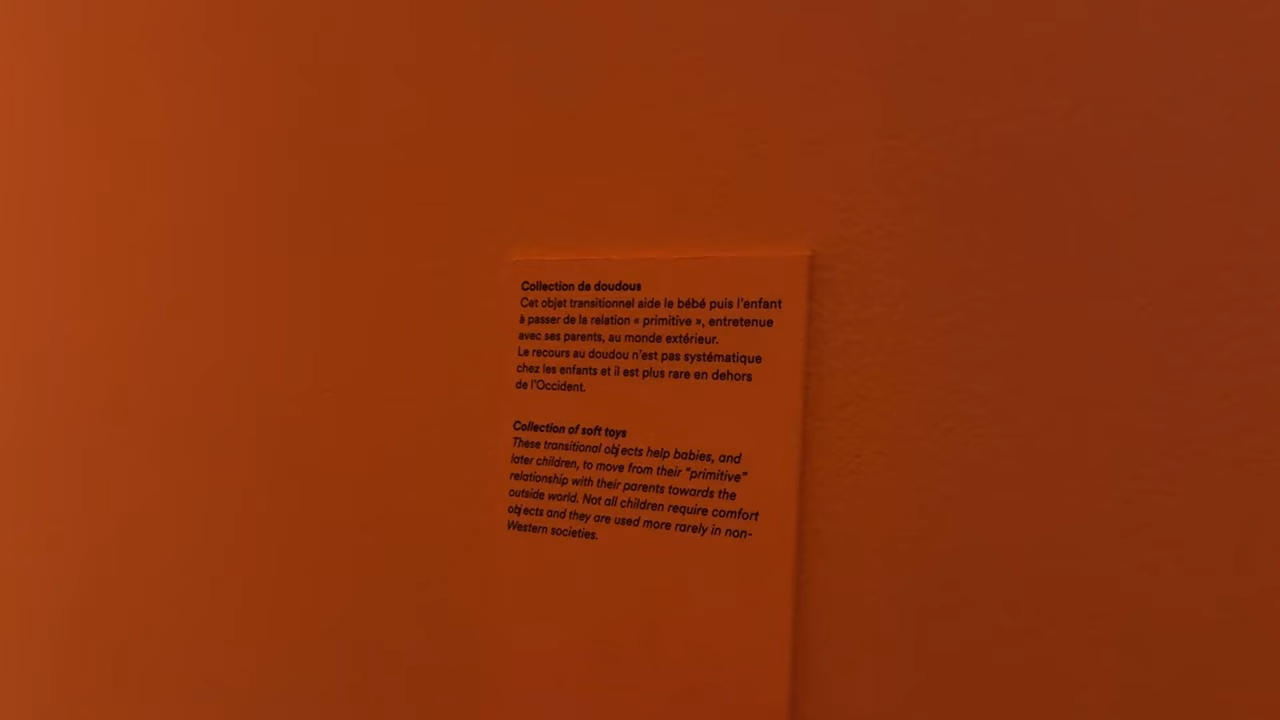 Collection de doudous
Cet objet transitionnel aide le bébé puis l'enfant
à passer de la relation « primitive », entretenue
avec ses parents, au monde extérieur.
Le recours au doudou n'est pas systématique
chez les enfants et il est plus rare en dehors
de l'Occident.
Collection of soft toys
These transitional objects help babies, and
later children, to move from their "primitive"
relationship with their parents towards the
outside world. Not all children require comfort
objects and they are used more rarely in non-
Western societies.